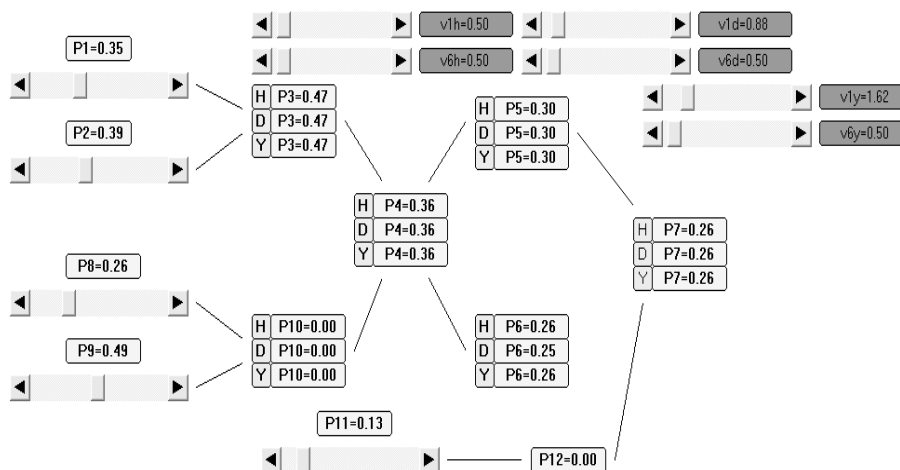 v1h=0.50
v1d=0.88
P1=0.35
v6h=0.50
v6d=0.50
v1y=1.62
H P3=0.47
D P3=0.47
Y P3=0.47
H P5=0.30
D P5=0.30
Y P5=0.30
P2=0.39
v6y=0.50
H P4=0.36
D P4=0.36
Y P4=0.36
H P7=0.26
D P7=0.26
Y P7=0.26
P8=0.26
H P10=0.00
D P10=0.00
Y P10=0.00
H P6=0.26
D P6=0.25
Y P6=0.26
P9=0.49
P11=0.13
P12=0.00